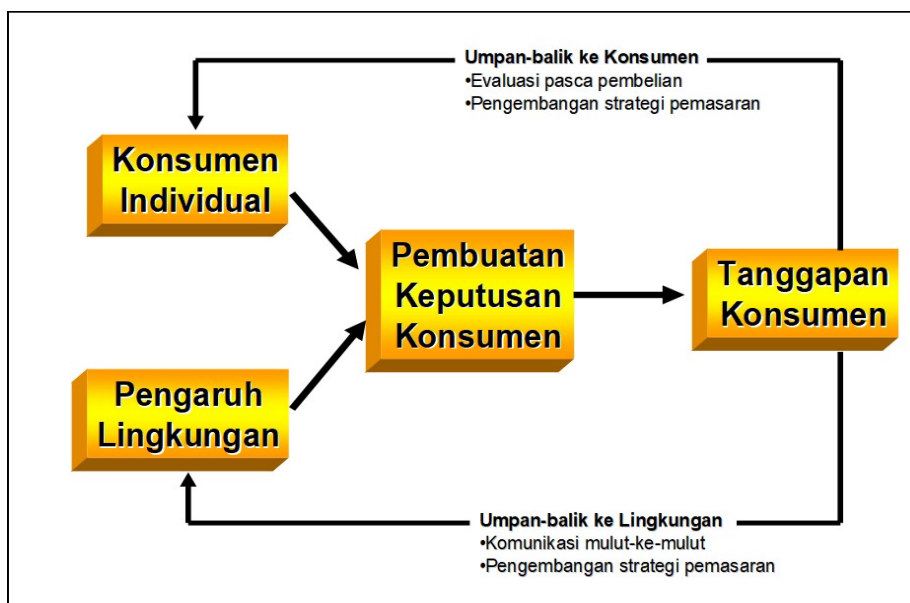 Umpan-balik ke Konsumen
•Evaluasi pasca pembelian
•Pengembangan strategi pemasaran
Konsumen
Individual
Pembuatan
Keputusan
Konsumen
Tanggapan
Konsumen
Pengaruh
Lingkungan
Umpan-balik ke Lingkungan
•Komunikasi mulut-ke-mulut
•Pengembangan strategi pemasaran